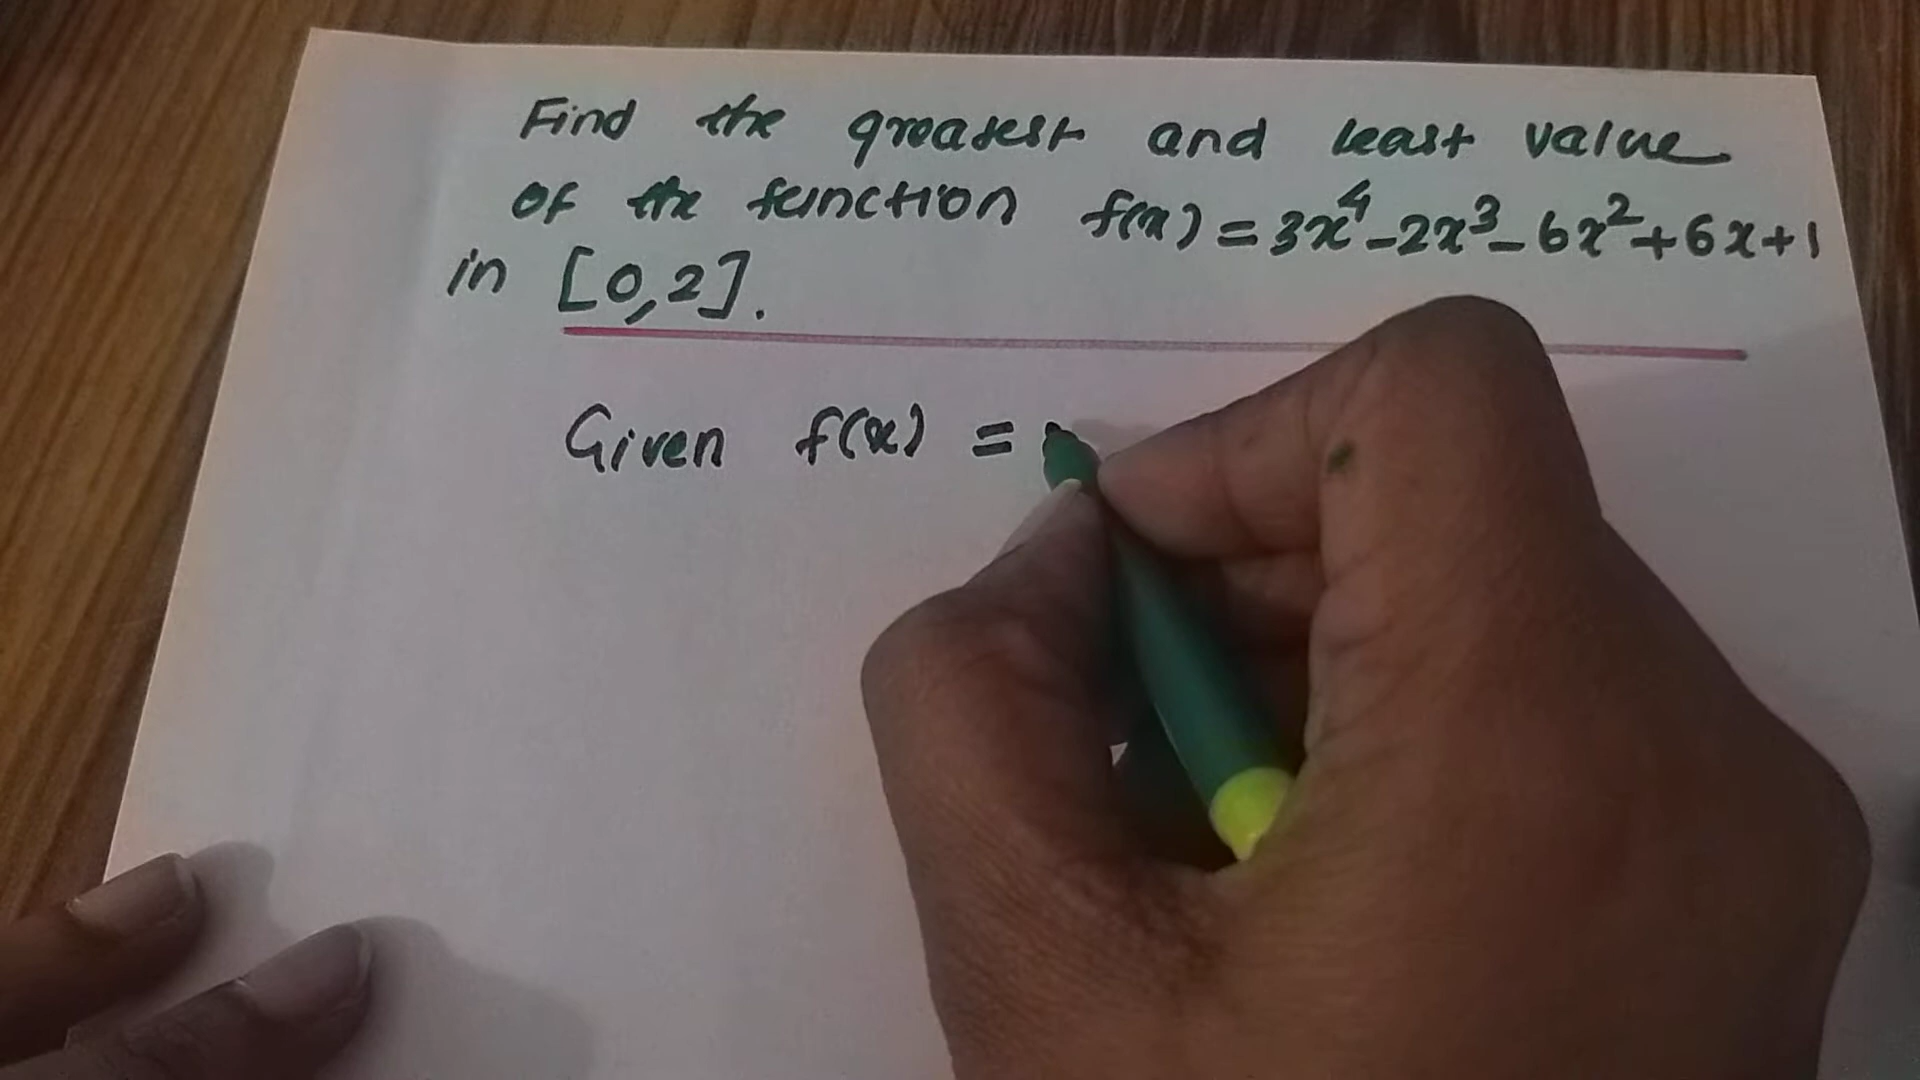 Find the greatest and least value
of the function f(x) = 3x⁴-2x³-6x²+6x+1
in [0,2].
Given f(x) =